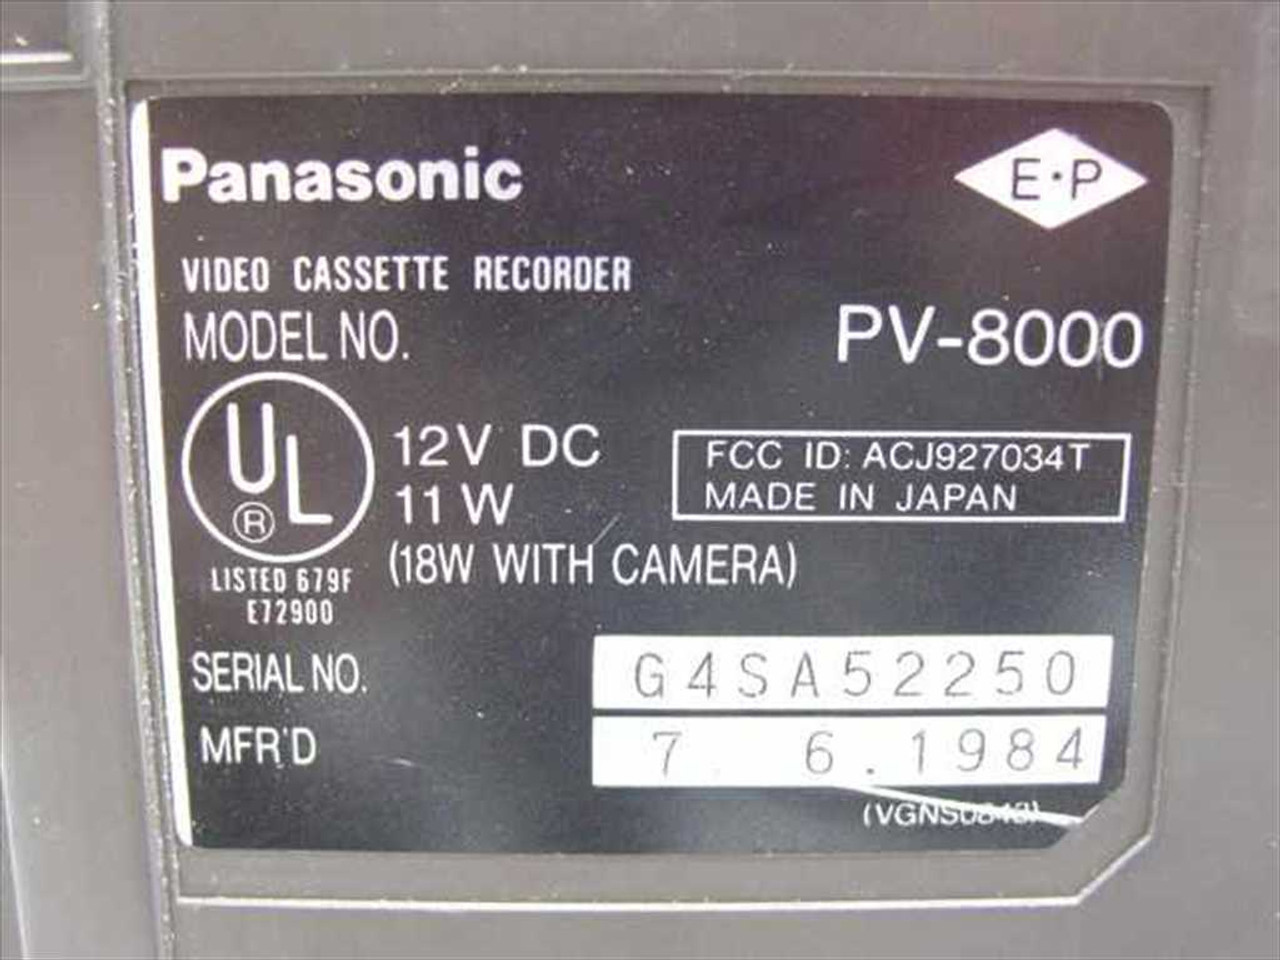 Panasonic
E·P
VIDEO CASSETTE RECORDER
MODEL NO. PV-8000
UL
®
LISTED 679F
E72900
12V DC
11 W
(18W WITH CAMERA)
FCC ID: ACJ927034T
MADE IN JAPAN
SERIAL NO. G4SA52250
MFR'D 7. 6.1984